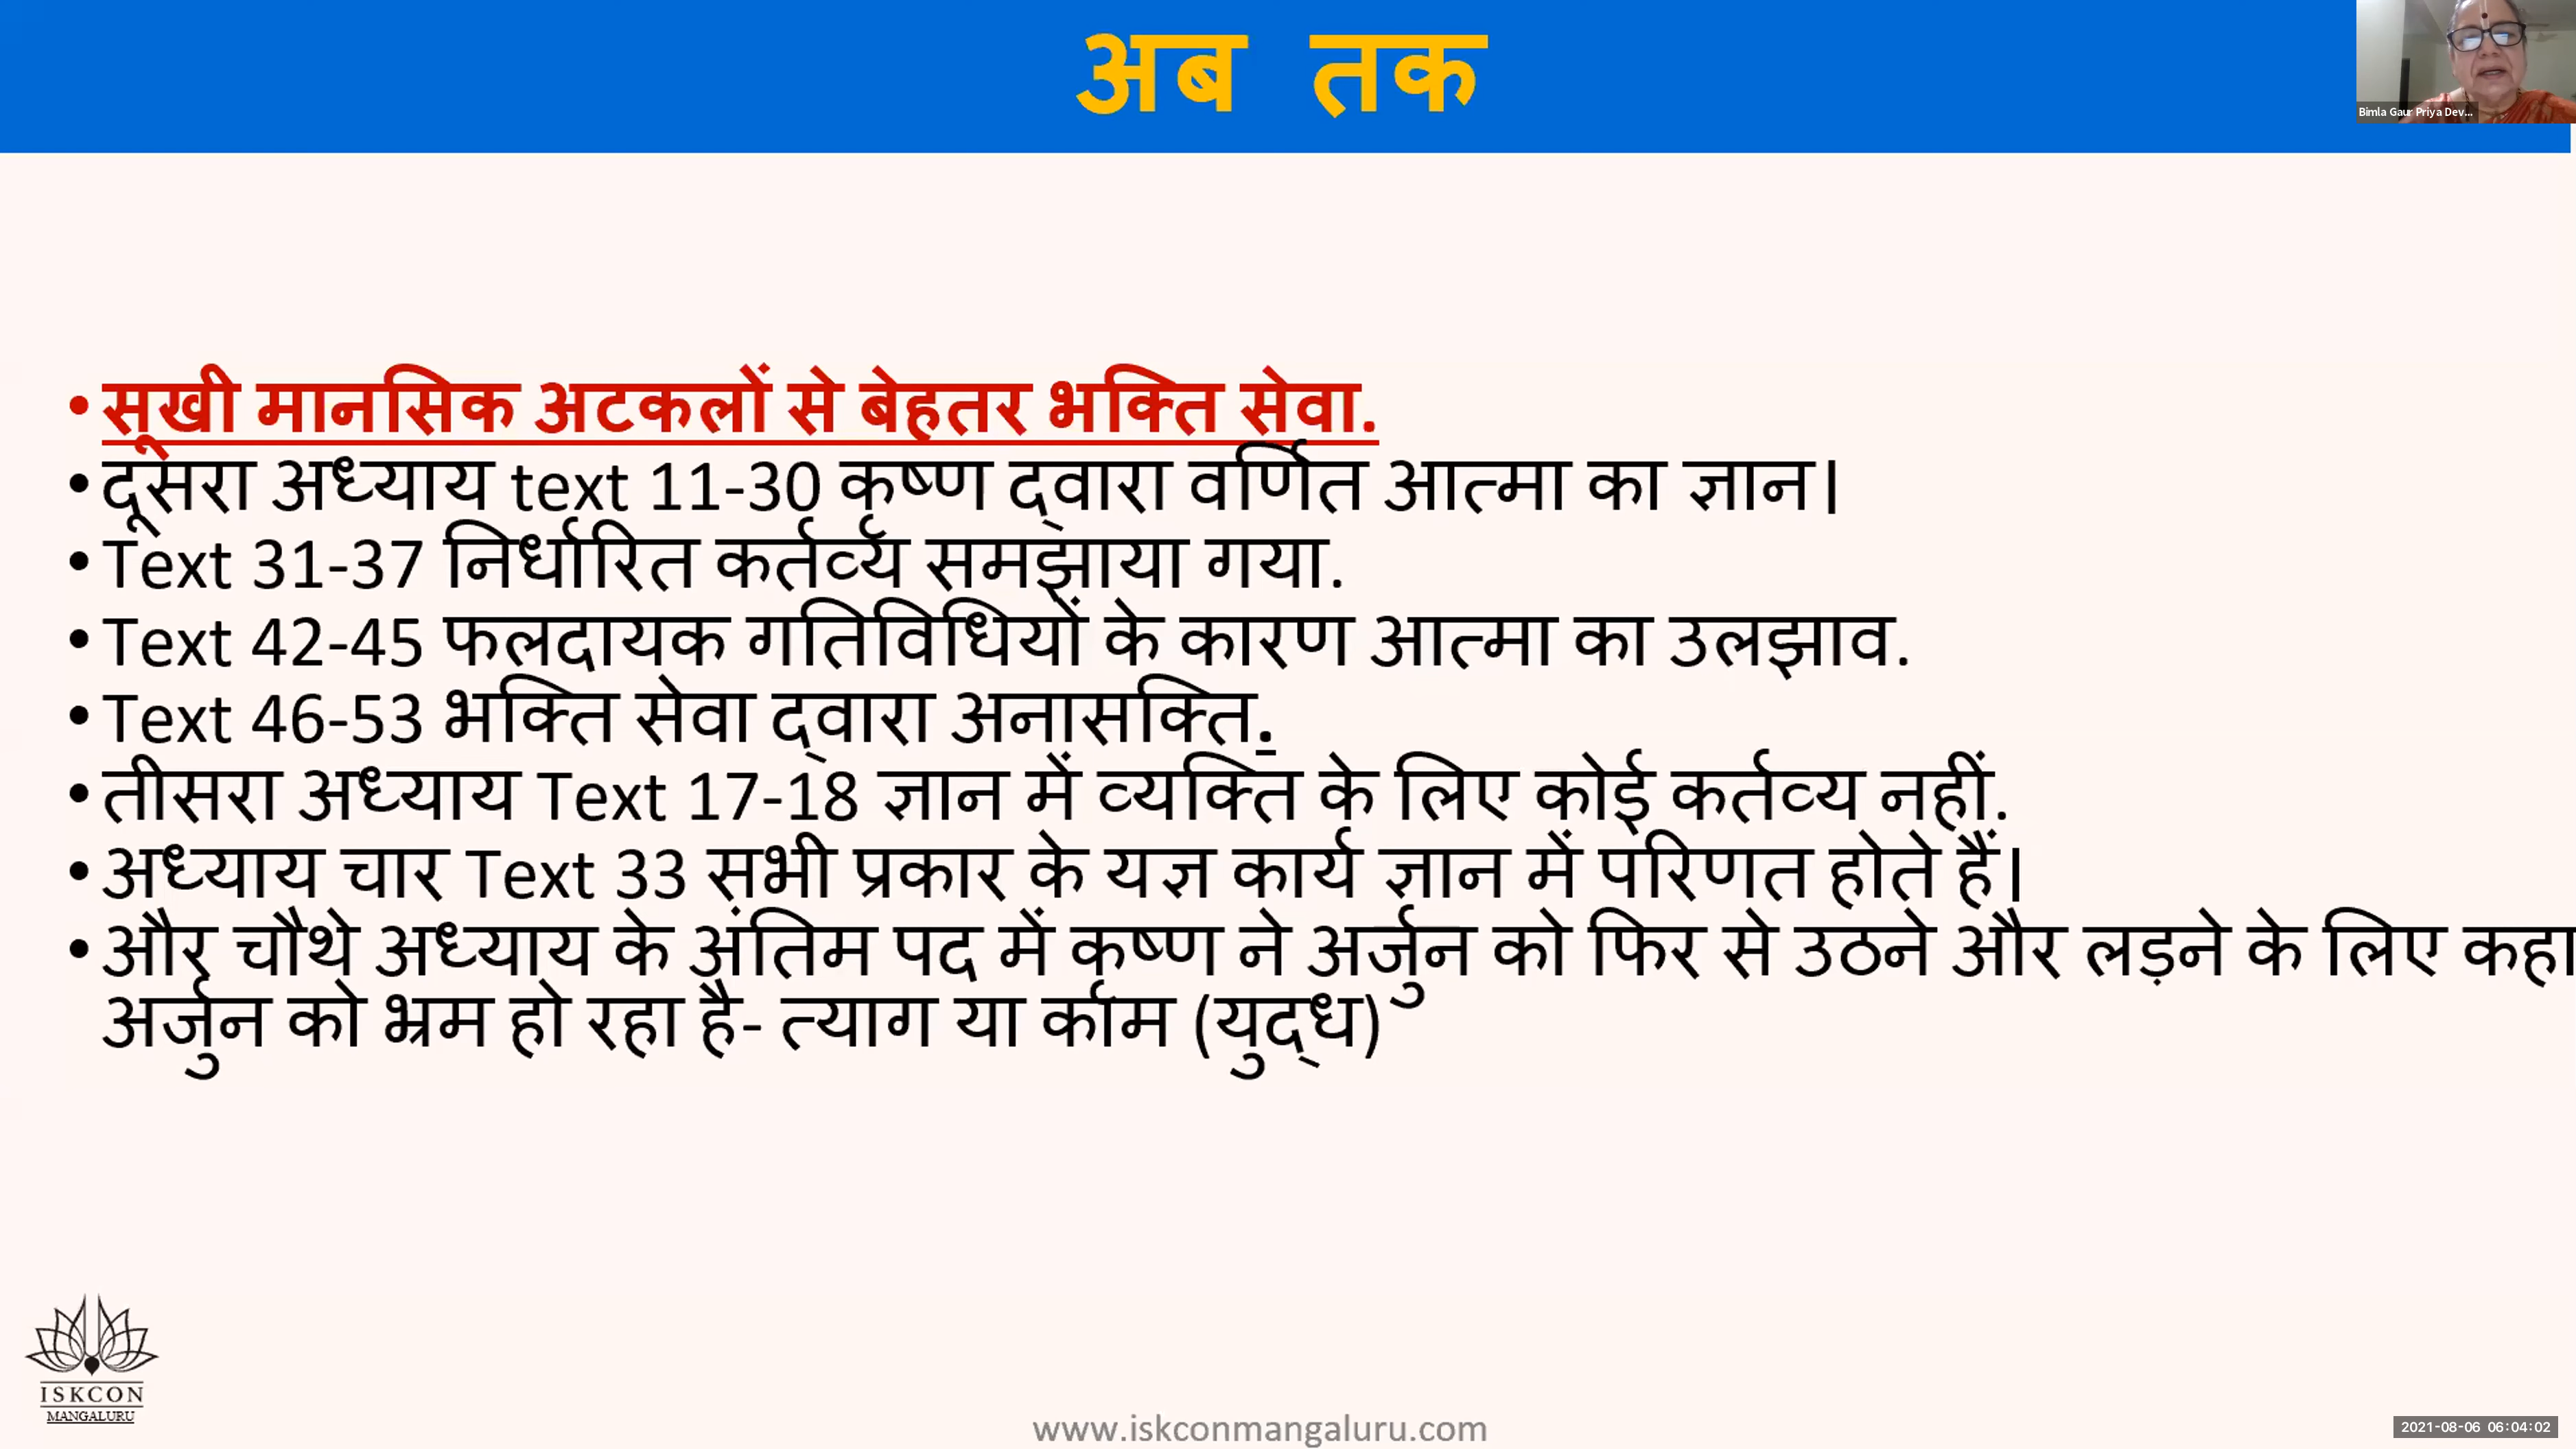 अब तक
Bimla Gaur Priya Dev...
• सूखी मानसिक अटकलों से बेहतर भक्ति सेवा.
• दूसरा अध्याय text 11-30 कृष्ण द्वारा वर्णित आत्मा का ज्ञान।
• Text 31-37 निर्धारित कर्तव्य समझाया गया.
• Text 42-45 फलदायक गतिविधियों के कारण आत्मा का उलझाव.
• Text 46-53 भक्ति सेवा द्वारा अनासक्ति.
• तीसरा अध्याय Text 17-18 ज्ञान में व्यक्ति के लिए कोई कर्तव्य नहीं.
• अध्याय चार Text 33 सभी प्रकार के यज्ञ कार्य ज्ञान में परिणत होते हैं।
• और चौथे अध्याय के अंतिम पद में कृष्ण ने अर्जुन को फिर से उठने और लड़ने के लिए कहा
अर्जुन को भ्रम हो रहा है- त्याग या र्काम (युद्ध)
ISKCON
MANGALURU
www.iskconmangaluru.com
2021-08-06 06:04:02